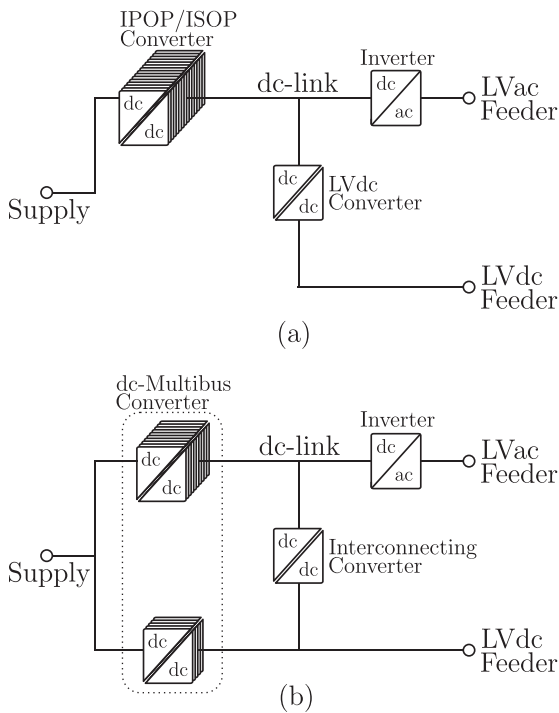 IPOP/ISOP
Converter
dc
dc
dc-link
Inverter
dc
ac
LVac
Feeder
Supply
dc
dc
LVdc
Converter
LVdc
Feeder
(a)
dc-Multibus
Converter
dc
dc
dc-link
Inverter
dc
ac
LVac
Feeder
Supply
dc
dc
Interconnecting
Converter
dc
dc
LVdc
Feeder
(b)